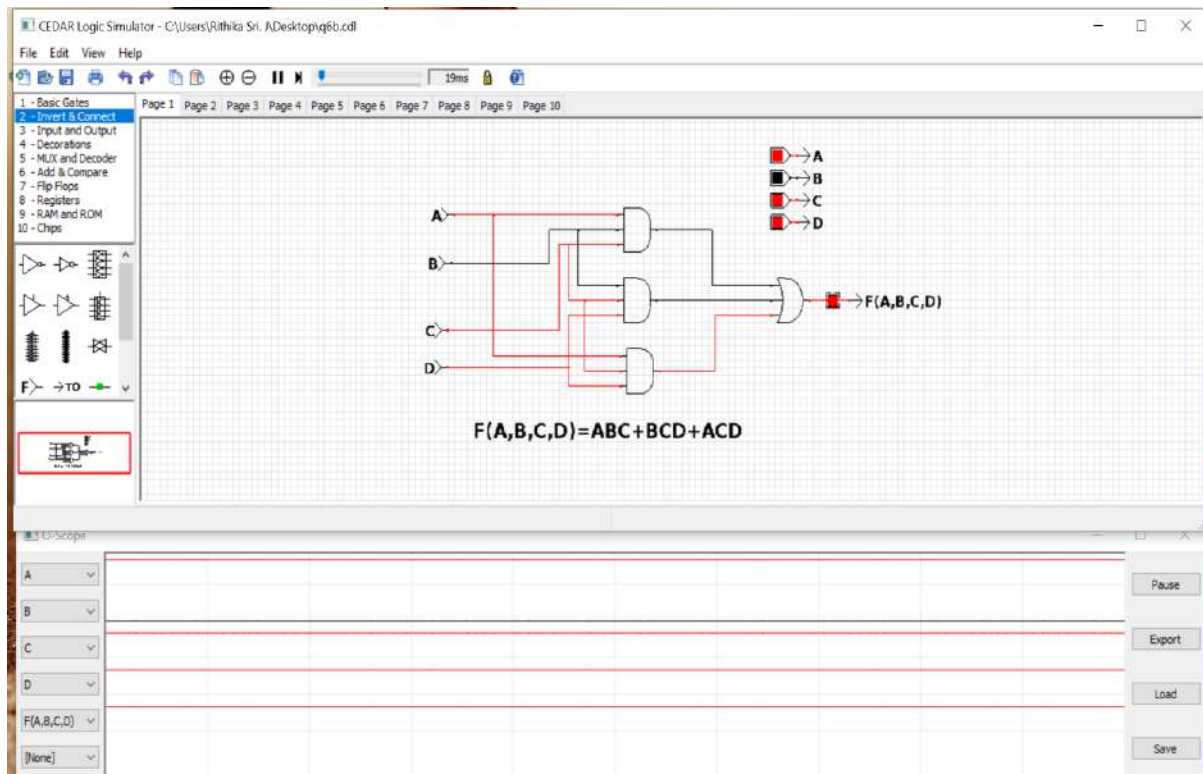 CEDAR Logic Simulator - C:\Users\Rithika Sri. J\Desktop\q6b.cdl
File Edit View Help
19ms
1 - Basic Gates
2 - Invert & Connect
3 - Input and Output
4 - Decorations
5 - MUX and Decoder
6 - Add & Compare
7 - Flip Flops
8 - Registers
9 - RAM and ROM
10 - Chips
Page 1 Page 2 Page 3 Page 4 Page 5 Page 6 Page 7 Page 8 Page 9 Page 10
A
B
C
D
A
B
C
D
F(A,B,C,D)
F(A,B,C,D)=ABC+BCD+ACD
F TO
O-Scope
A
B
C
D
F(A,B,C,D)
[None]
Pause
Export
Load
Save